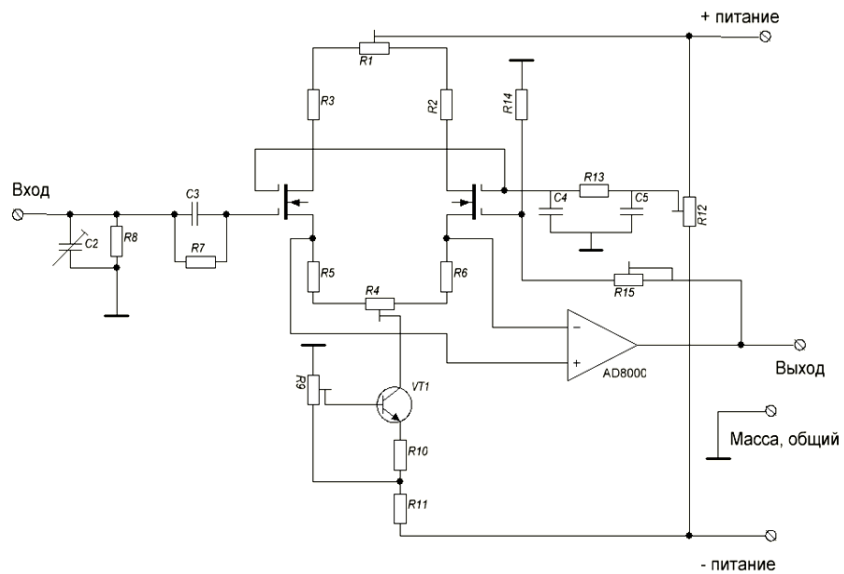 + питание
R1
R3
R2
R14
R13
C4
C5
R12
Вход
C3
C2
R8
R7
R5
R6
R4
R15
−
+
AD8000
Выход
R9
VT1
R10
Масса, общий
R11
- питание